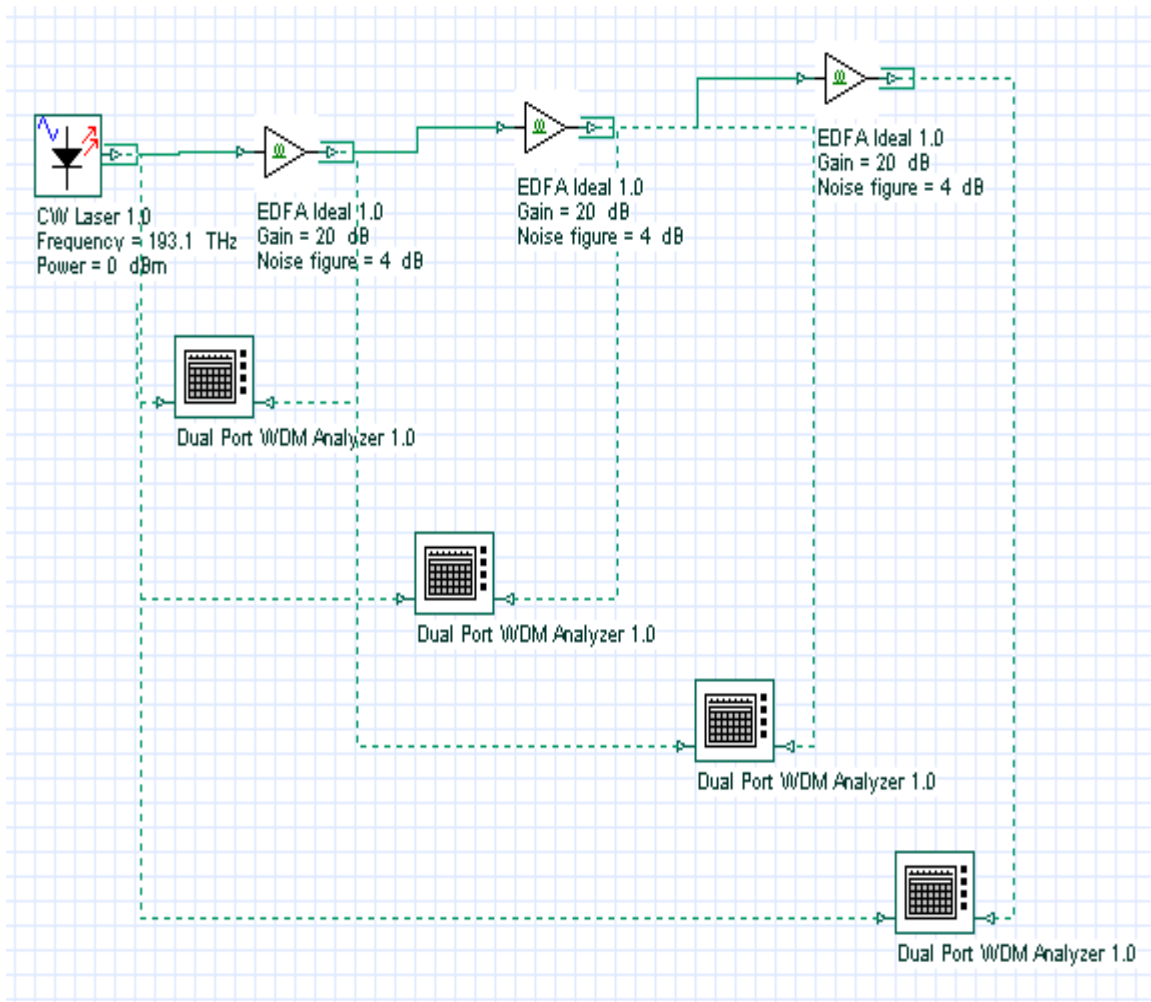 CW Laser 1.0
Frequency = 193.1 THz
Power = 0 dBm
EDFA Ideal 1.0
Gain = 20 dB
Noise figure = 4 dB
EDFA Ideal 1.0
Gain = 20 dB
Noise figure = 4 dB
EDFA Ideal 1.0
Gain = 20 dB
Noise figure = 4 dB
Dual Port WDM Analyzer 1.0
Dual Port WDM Analyzer 1.0
Dual Port WDM Analyzer 1.0
Dual Port WDM Analyzer 1.0